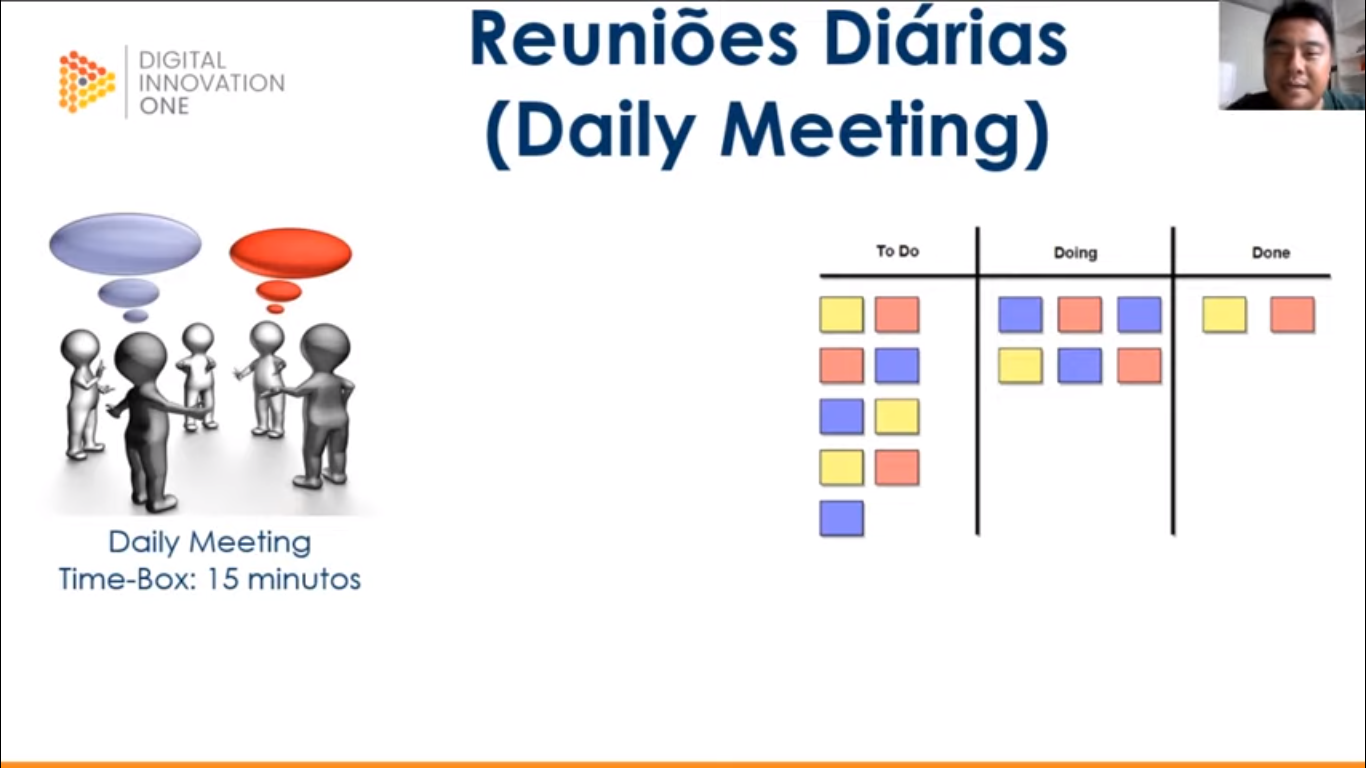 DIGITAL
INNOVATION
ONE
Reuniões Diárias
(Daily Meeting)
To Do
Doing
Done
Daily Meeting
Time-Box: 15 minutos